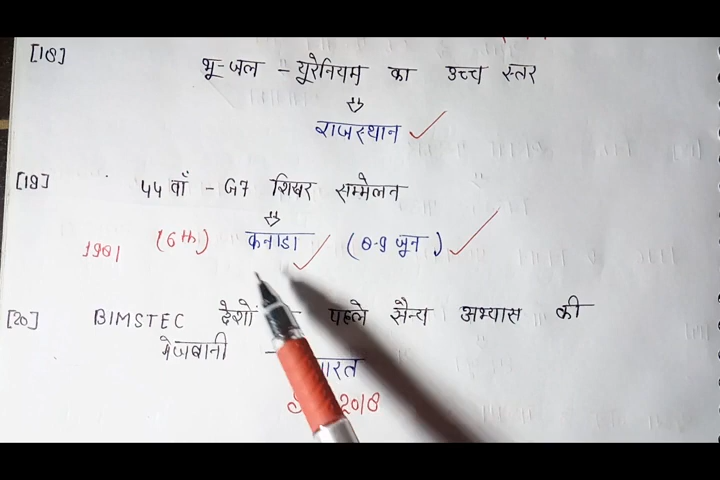 [18]
भू-जल - यूरेनियम का उच्च स्तर
⇓
राजस्थान ✓
[19]
44 वाँ - G7 शिखर सम्मेलन
⇓
1981 (6th) कनाडा ✓ (8-9 जून) ✓
[20] BIMSTEC देशों पहले सैन्य अभ्यास की
मेजबानी -
2018